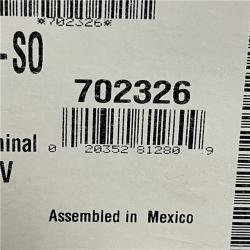 *702326*
-SO
702326
minal
0 20352 81280 9
V
Assembled in Mexico